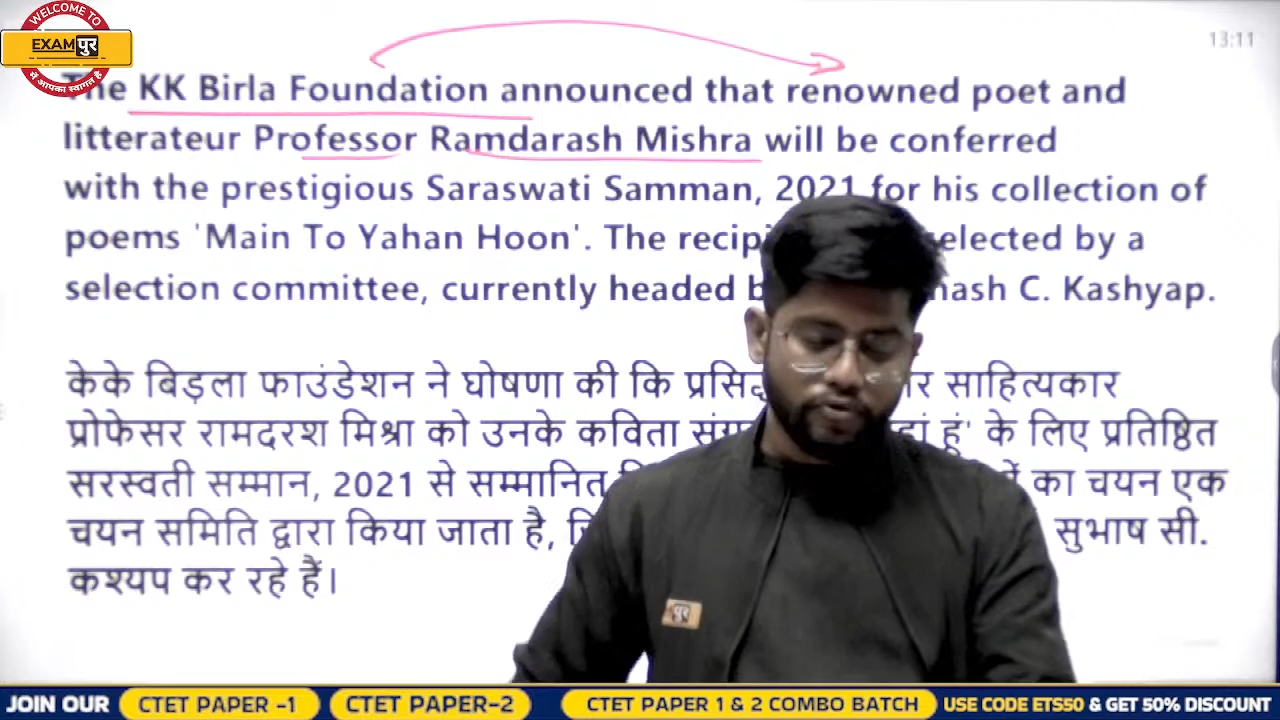 WELCOME TO
EXAMपुर
में आपका स्वागत है
13:11
The KK Birla Foundation announced that renowned poet and
litterateur Professor Ramdarash Mishra will be conferred
with the prestigious Saraswati Samman, 2021 for his collection of
poems 'Main To Yahan Hoon'. The selected by a
selection committee, currently headed C. Kashyap.
केके बिड़ला फाउंडेशन ने घोषणा की कि साहित्यकार
प्रोफेसर रामदरश मिश्रा को उनके कविता हूं' के लिए प्रतिष्ठित
सरस्वती सम्मान, 2021 से सम्मानित का चयन एक
चयन समिति द्वारा किया जाता है, सुभाष सी.
कश्यप कर रहे हैं।
पुर
JOIN OUR CTET PAPER -1 CTET PAPER-2 CTET PAPER 1 & 2 COMBO BATCH USE CODE ETS50 & GET 50% DISCOUNT